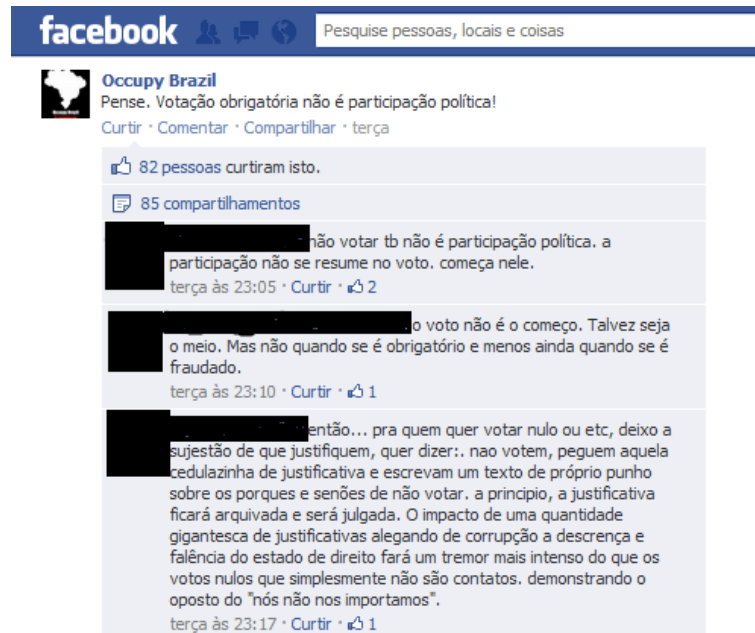 facebook
Pesquise pessoas, locais e coisas
Occupy Brazil
Pense. Votação obrigatória não é participação política!
Curtir · Comentar · Compartilhar · terça
82 pessoas curtiram isto.
85 compartilhamentos
não votar tb não é participação política. a
participação não se resume no voto. começa nele.
terça às 23:05 · Curtir · 2
o voto não é o começo. Talvez seja
o meio. Mas não quando se é obrigatório e menos ainda quando se é
fraudado.
terça às 23:10 · Curtir · 1
então... pra quem quer votar nulo ou etc, deixo a
sujestão de que justifiquem, quer dizer:. nao votem, peguem aquela
cedulazinha de justificativa e escrevam um texto de próprio punho
sobre os porques e senões de não votar. a principio, a justificativa
ficará arquivada e será julgada. O impacto de uma quantidade
gigantesca de justificativas alegando de corrupção a descrença e
falência do estado de direito fará um tremor mais intenso do que os
votos nulos que simplesmente não são contatos. demonstrando o
oposto do "nós não nos importamos".
terça às 23:17 · Curtir · 1